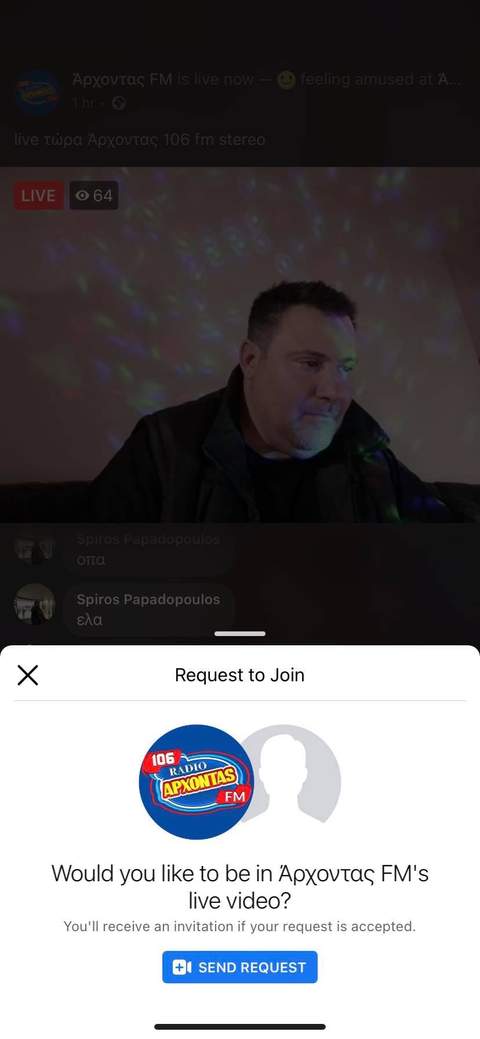 Άρχοντας FM is live now — feeling amused at Ά...
1 hr ·
live τώρα Άρχοντας 106 fm stereo
LIVE 64
Spiros Papadopoulos
οπα
Spiros Papadopoulos
ελα
Request to Join
106
RADIO
ΑΡΧΟΝΤΑΣ
FM
Would you like to be in Άρχοντας FM's
live video?
You'll receive an invitation if your request is accepted.
SEND REQUEST